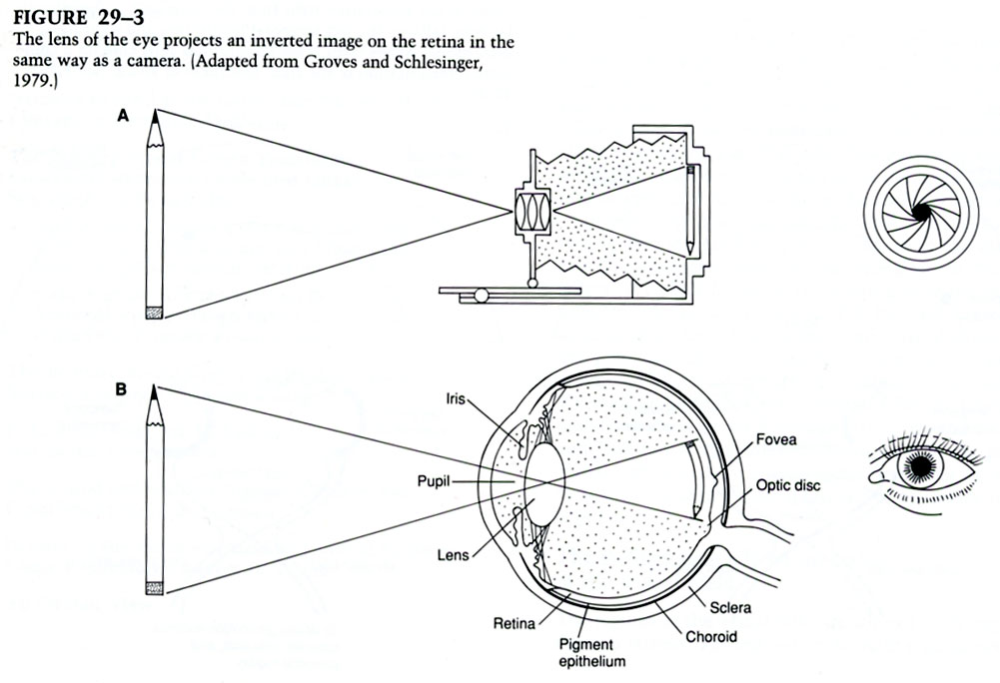 FIGURE 29–3
The lens of the eye projects an inverted image on the retina in the
same way as a camera. (Adapted from Groves and Schlesinger,
1979.)
A
B
Iris
Fovea
Pupil
Optic disc
Lens
Sclera
Retina
Choroid
Pigment
epithelium